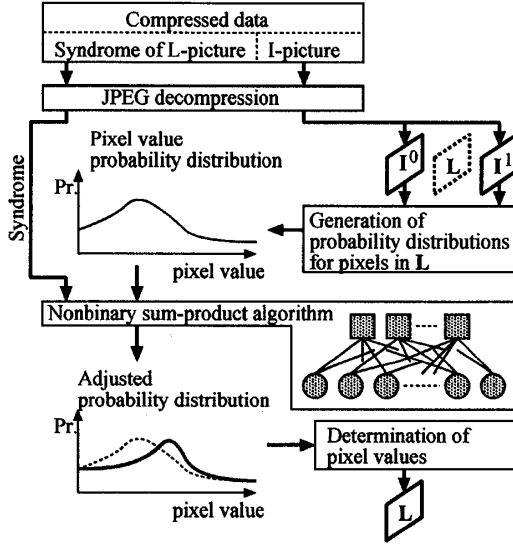 Compressed data
Syndrome of L-picture
I-picture
JPEG decompression
Syndrome
Pixel value
probability distribution
Pr.
pixel value
I⁰
L
I¹
Generation of
probability distributions
for pixels in L
Nonbinary sum-product algorithm
Adjusted
probability distribution
Pr.
pixel value
Determination of
pixel values
L